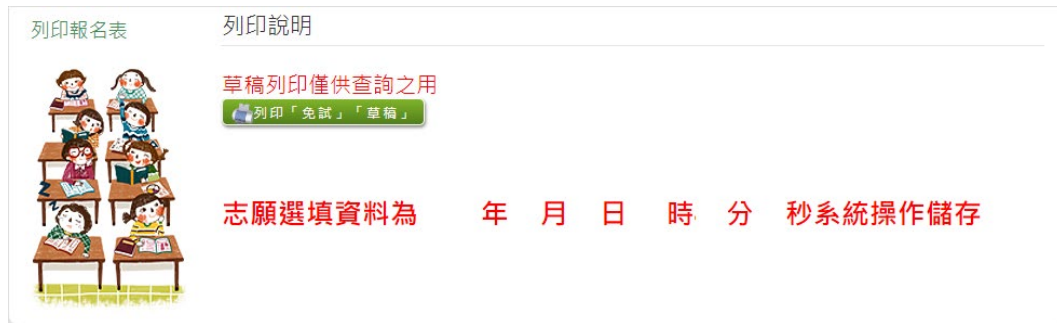 列印報名表
列印說明
草稿列印僅供查詢之用
列印「免試」「草稿」
志願選填資料為 年 月 日 時 分 秒系統操作儲存